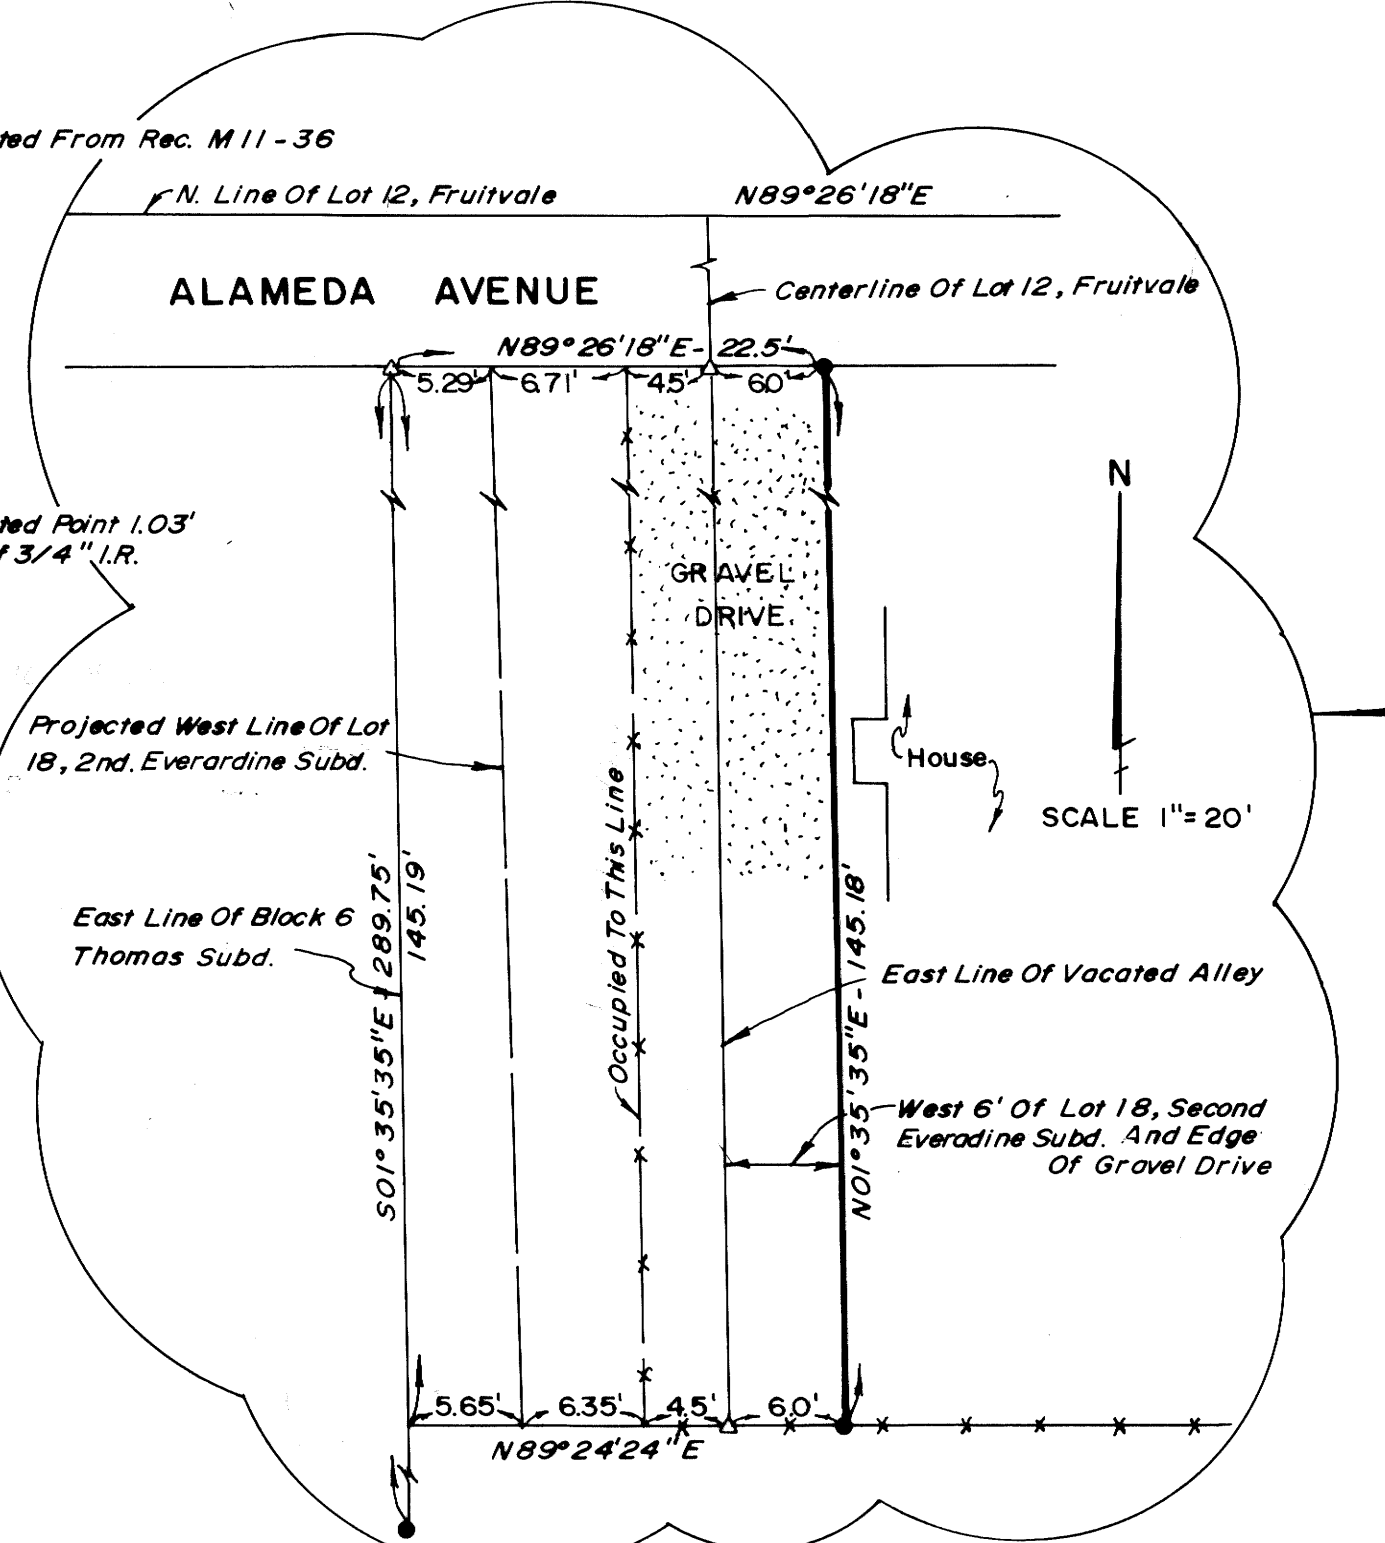 ted From Rec. M 11-36
N. Line Of Lot 12, Fruitvale
N89°26'18"E
ALAMEDA AVENUE
Centerline Of Lot 12, Fruitvale
N89°26'18"E- 22.5'
5.29' 6.71' 4.5' 6.0'
N
ted Point 1.03'
f 3/4" I.R.
GRAVEL
DRIVE
Projected West Line Of Lot
18, 2nd. Everardine Subd.
House
SCALE 1"=20'
Occupied To This Line
S01°35'35"E - 289.75'
145.19'
N01°35'35"E - 145.18'
East Line Of Block 6
Thomas Subd.
East Line Of Vacated Alley
West 6' Of Lot 18, Second
Everadine Subd. And Edge
Of Gravel Drive
5.65' 6.35' 4.5' 6.0'
N89°24'24"E